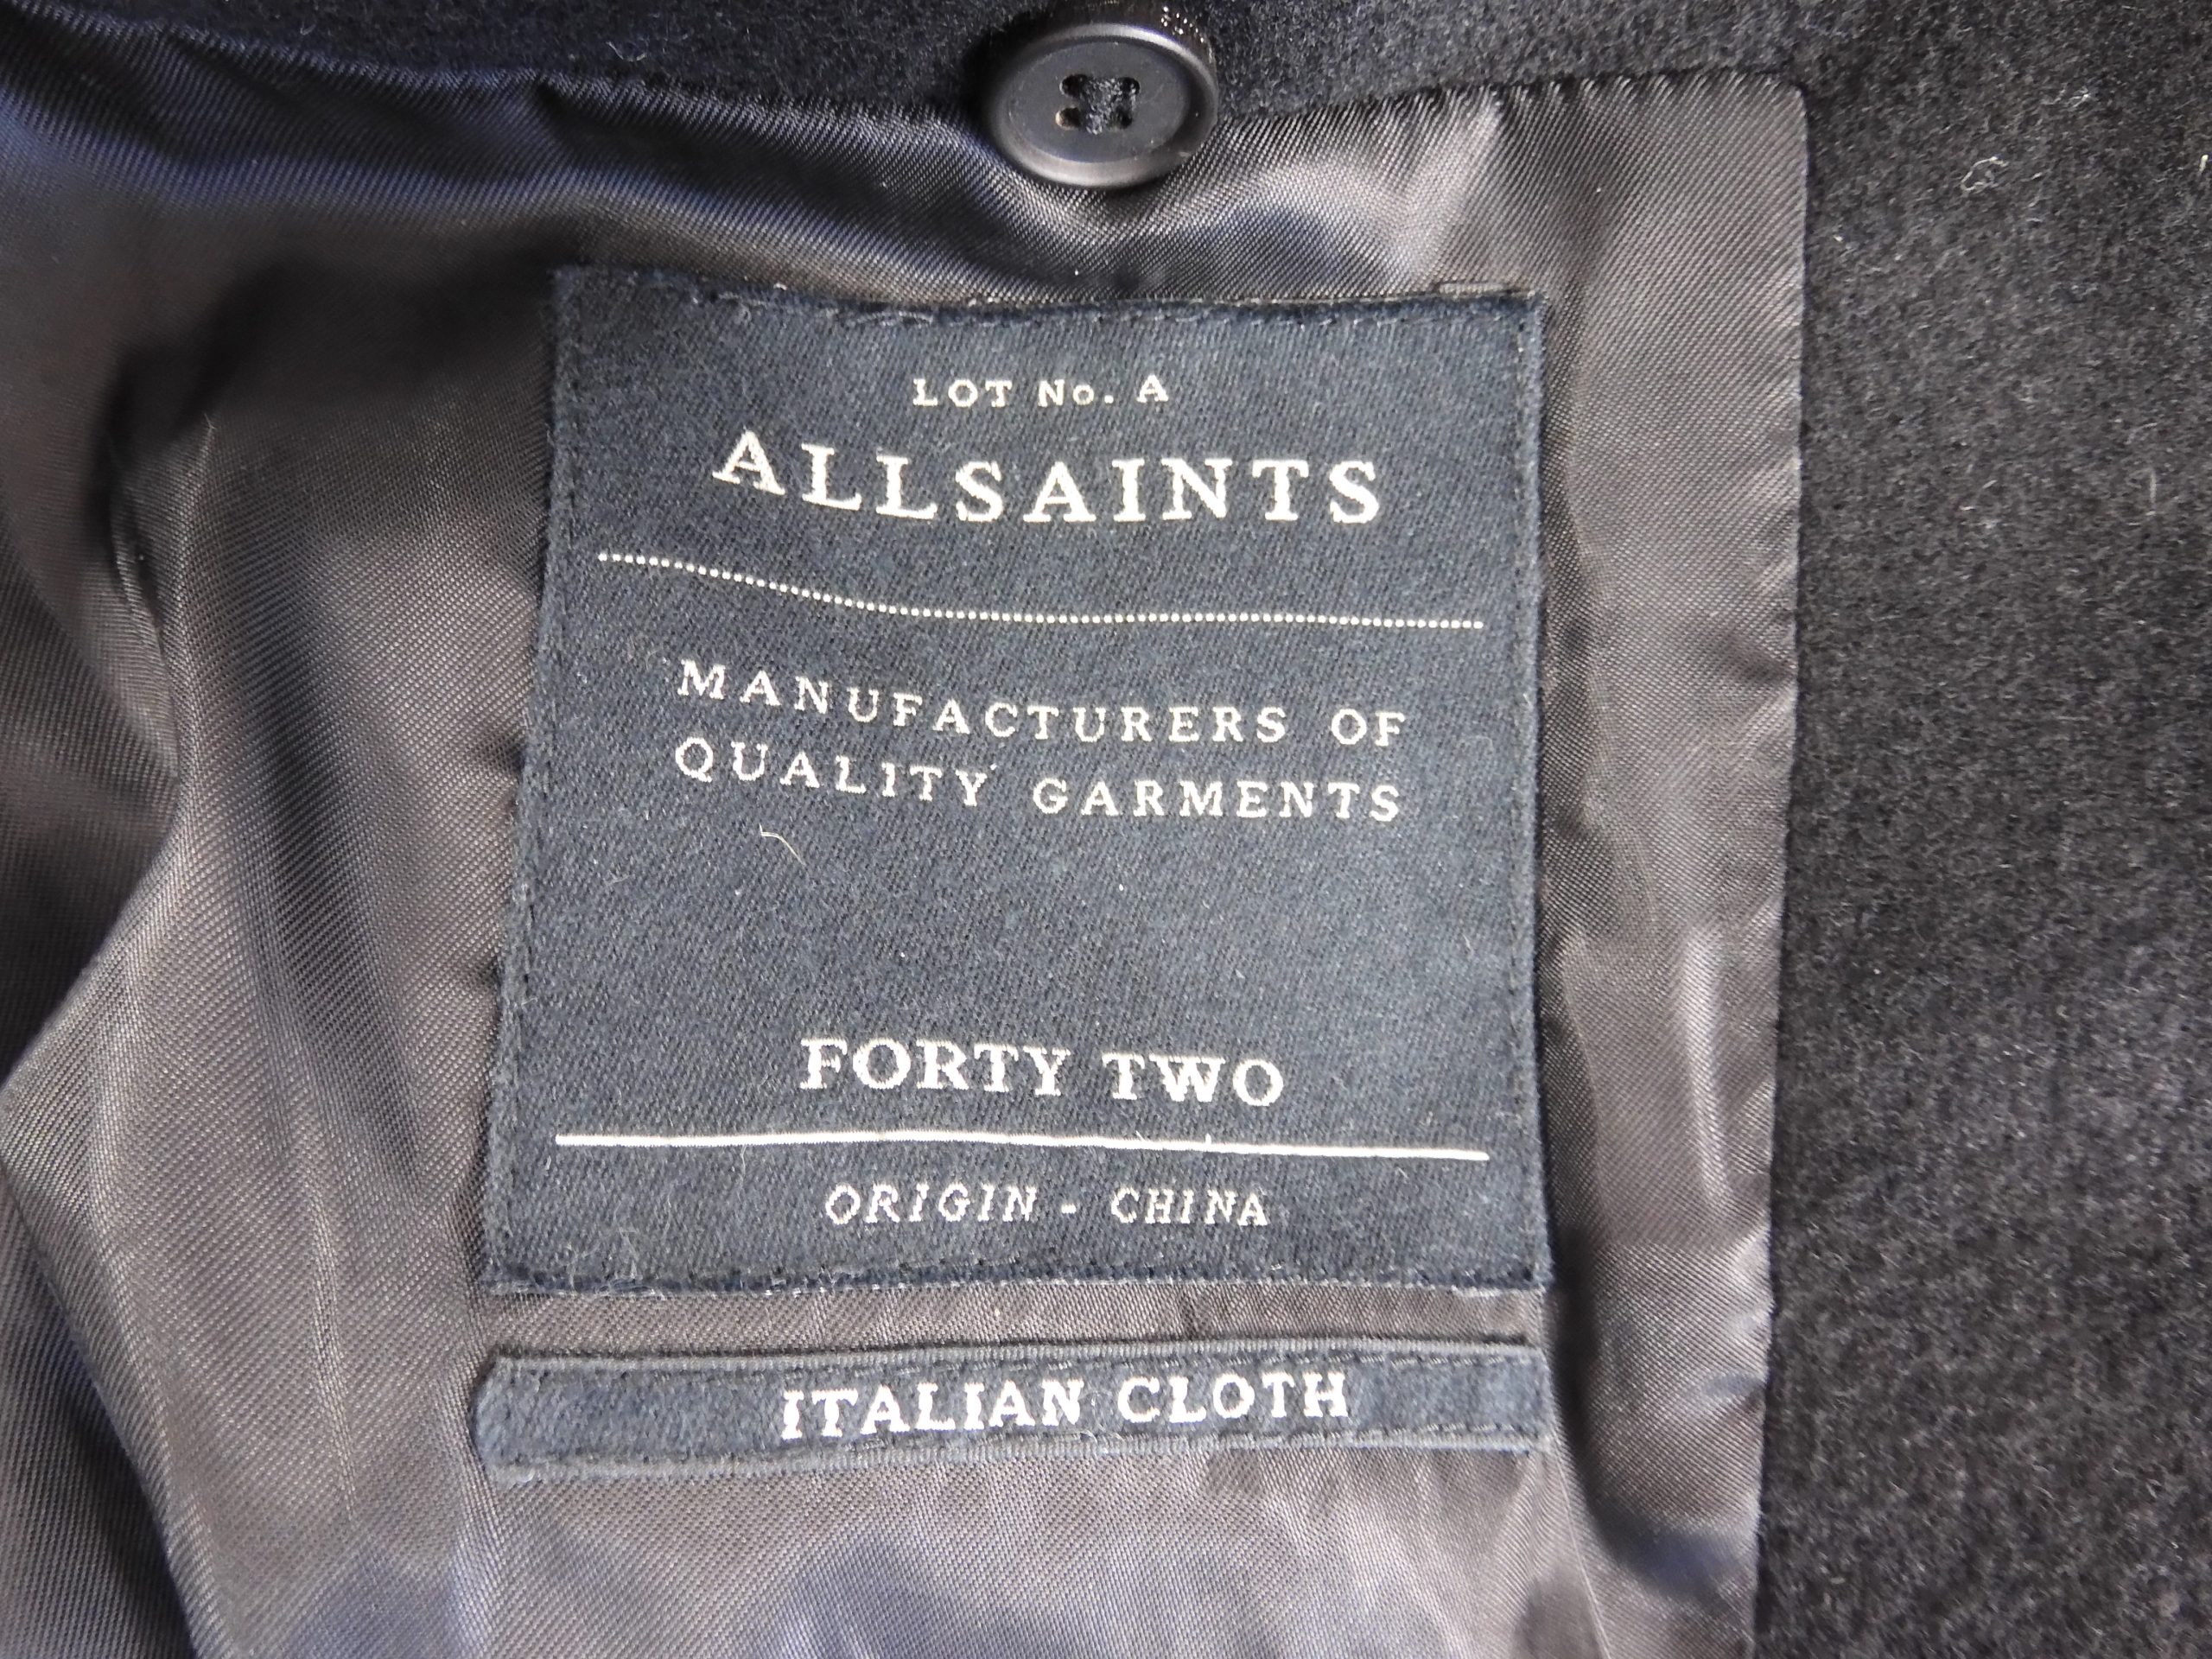 LOT No. A
ALLSAINTS
MANUFACTURERS OF
QUALITY GARMENTS
FORTY TWO
ORIGIN - CHINA
ITALIAN CLOTH